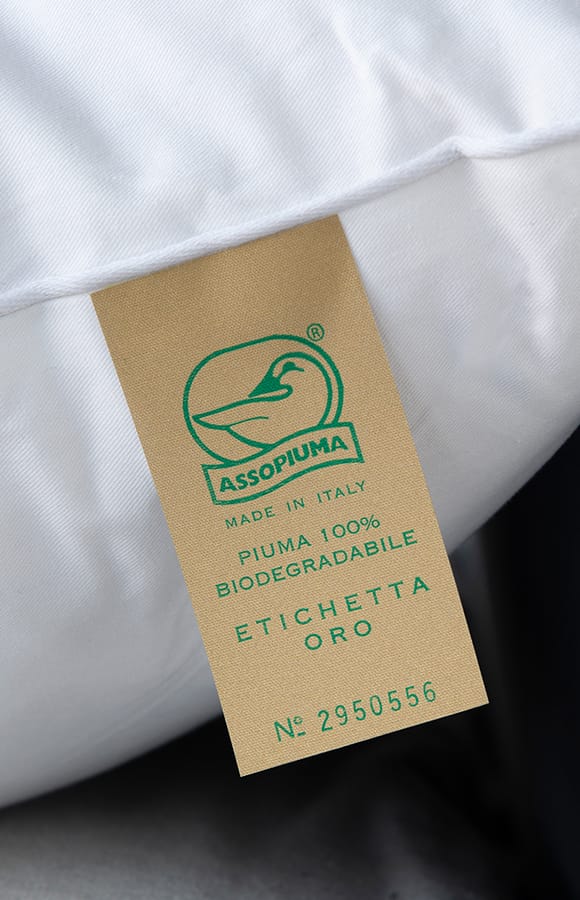 ®
ASSOPIUMA
MADE IN ITALY
PIUMA 100%
BIODEGRADABILE
ETICHETTA
ORO
Nº 2950556